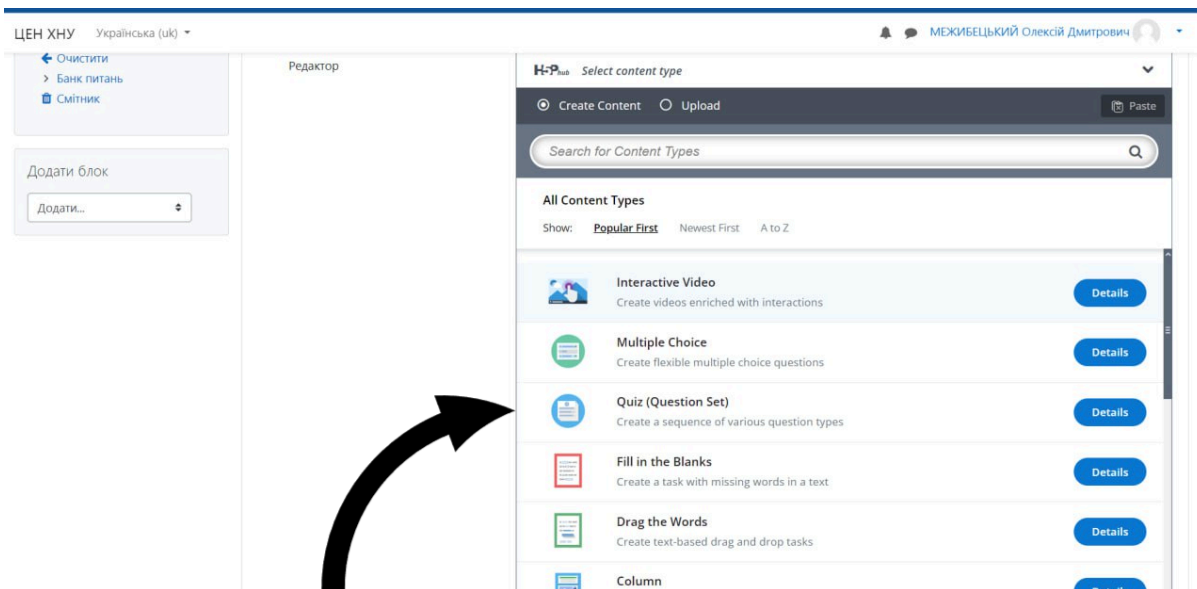 ЦЕН ХНУ
Українська (uk)
МЕЖИБЕЦЬКИЙ Олексій Дмитрович
Очистити
Банк питань
Смітник
Додати блок
Додати...
Редактор
H5P hub Select content type
Create Content Upload
Paste
Search for Content Types
All Content Types
Show: Popular First Newest First A to Z
Interactive Video
Create videos enriched with interactions
Details
Multiple Choice
Create flexible multiple choice questions
Details
Quiz (Question Set)
Create a sequence of various question types
Details
Fill in the Blanks
Create a task with missing words in a text
Details
Drag the Words
Create text-based drag and drop tasks
Details
Column